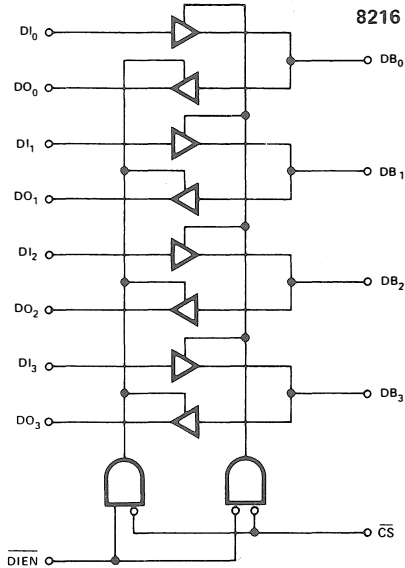 8216
DI0
DB0
DO0
DI1
DB1
DO1
DI2
DB2
DO2
DI3
DB3
DO3
CS
DIEN